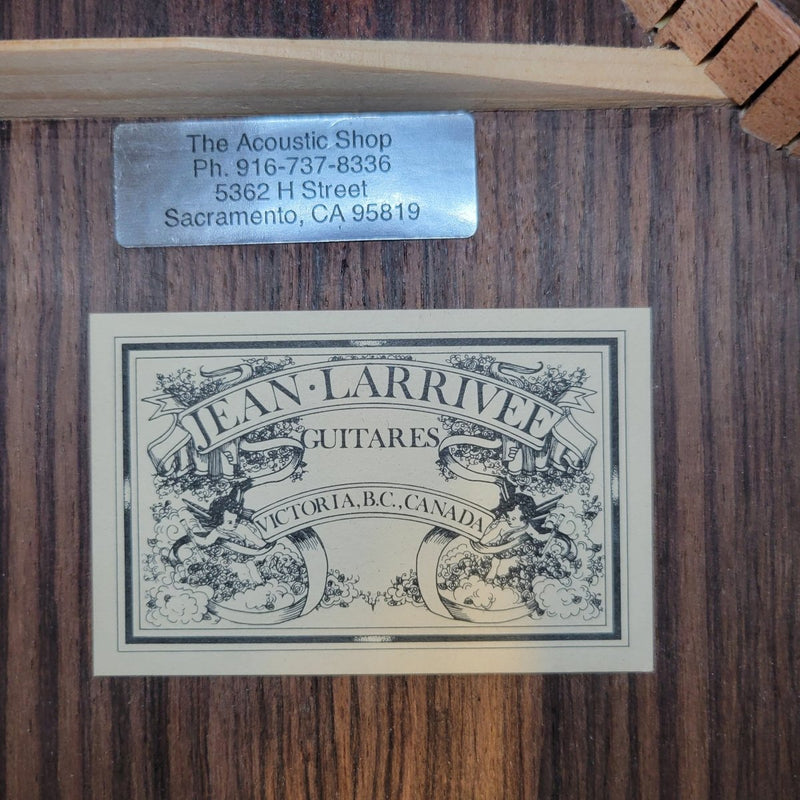 The Acoustic Shop
Ph. 916-737-8336
5362 H Street
Sacramento, CA 95819
JEAN·LARRIVEE
GUITARES
VICTORIA, B.C., CANADA